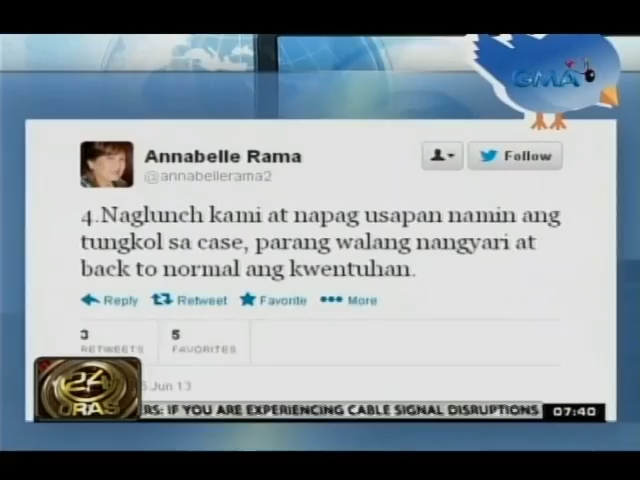 GMA
Annabelle Rama
@annabellerama2
Follow
4.Naglunch kami at napag usapan namin ang
tungkol sa case, parang walang nangyari at
back to normal ang kwentuhan.
Reply Retweet Favorite More
3 5
RETWEETS FAVORITES
Jun 13
24
ORAS
ERS: IF YOU ARE EXPERIENCING CABLE SIGNAL DISRUPTIONS 07:40